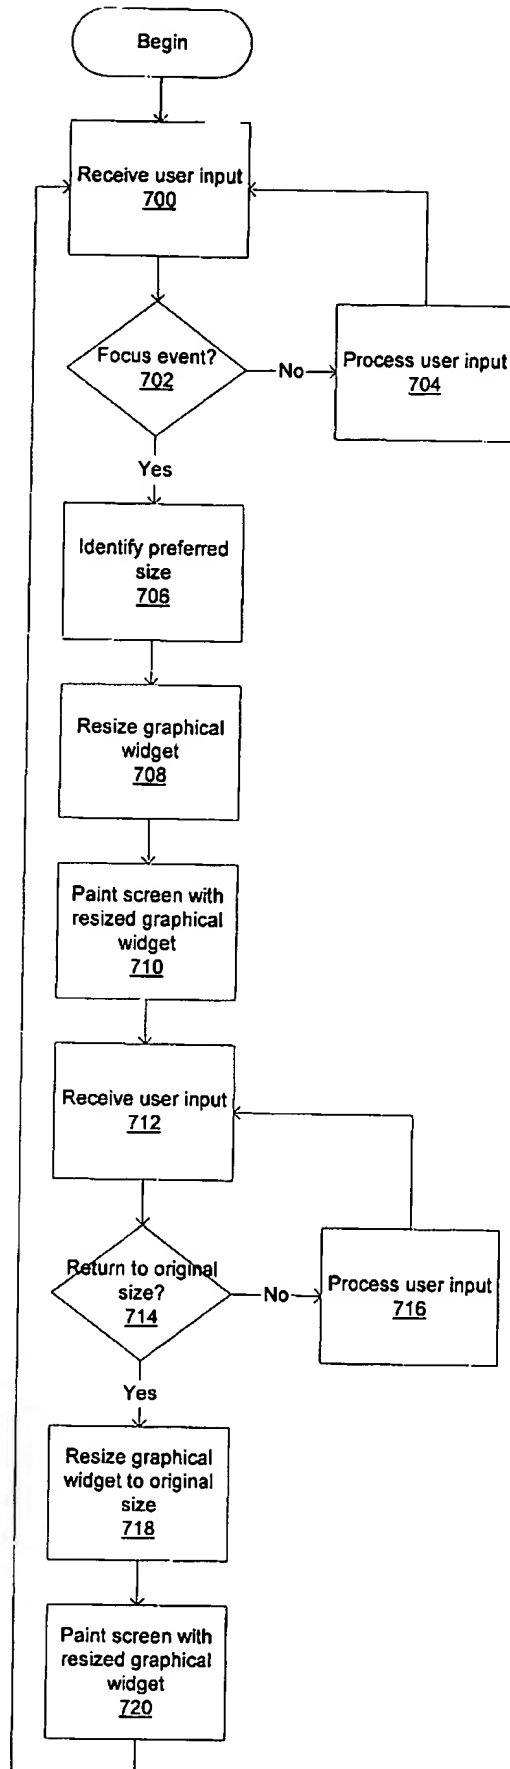 Begin
Receive user input
700
Focus event?
702
No
Process user input
704
Yes
Identify preferred
size
706
Resize graphical
widget
708
Paint screen with
resized graphical
widget
710
Receive user input
712
Return to original
size?
714
No
Process user input
716
Yes
Resize graphical
widget to original
size
718
Paint screen with
resized graphical
widget
720